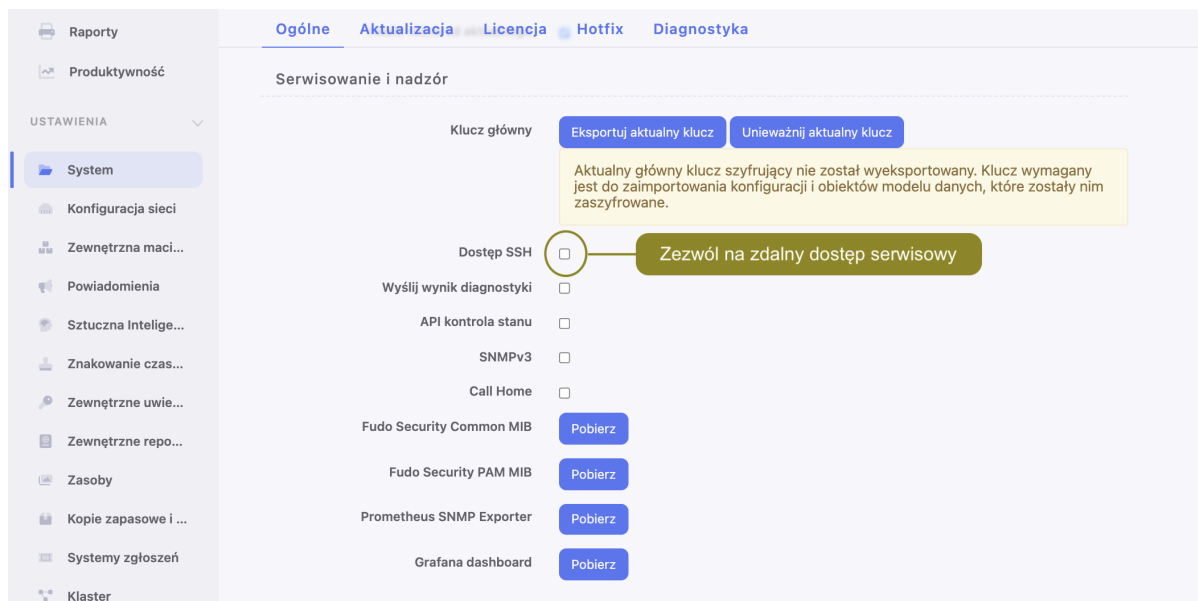 Raporty
Produktywność
USTAWIENIA
System
Konfiguracja sieci
Zewnętrzna maci...
Powiadomienia
Sztuczna Intelige...
Znakowanie czas...
Zewnętrzne uwie...
Zewnętrzne repo...
Zasoby
Kopie zapasowe i ...
Systemy zgłoszeń
Klaster
Ogólne Aktualizacja Licencja Hotfix Diagnostyka
Serwisowanie i nadzór
Klucz główny Eksportuj aktualny klucz Unieważnij aktualny klucz
Aktualny główny klucz szyfrujący nie został wyeksportowany. Klucz wymagany
jest do zaimportowania konfiguracji i obiektów modelu danych, które zostały nim
zaszyfrowane.
Dostęp SSH Zezwól na zdalny dostęp serwisowy
Wyślij wynik diagnostyki
API kontrola stanu
SNMPv3
Call Home
Fudo Security Common MIB Pobierz
Fudo Security PAM MIB Pobierz
Prometheus SNMP Exporter Pobierz
Grafana dashboard Pobierz